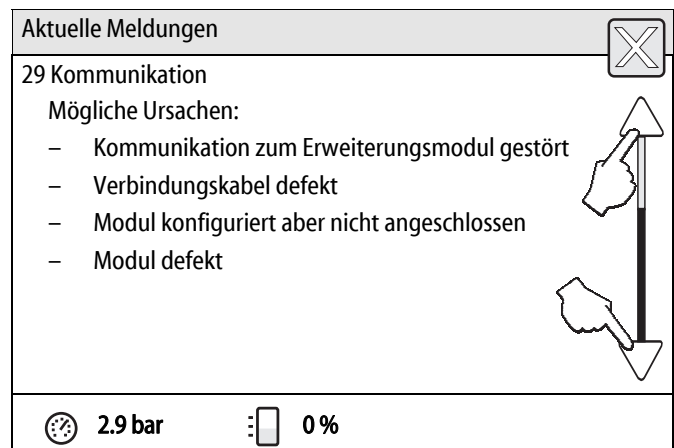 Aktuelle Meldungen
29 Kommunikation
Mögliche Ursachen:
– Kommunikation zum Erweiterungsmodul gestört
– Verbindungskabel defekt
– Modul konfiguriert aber nicht angeschlossen
– Modul defekt
2.9 bar 0 %